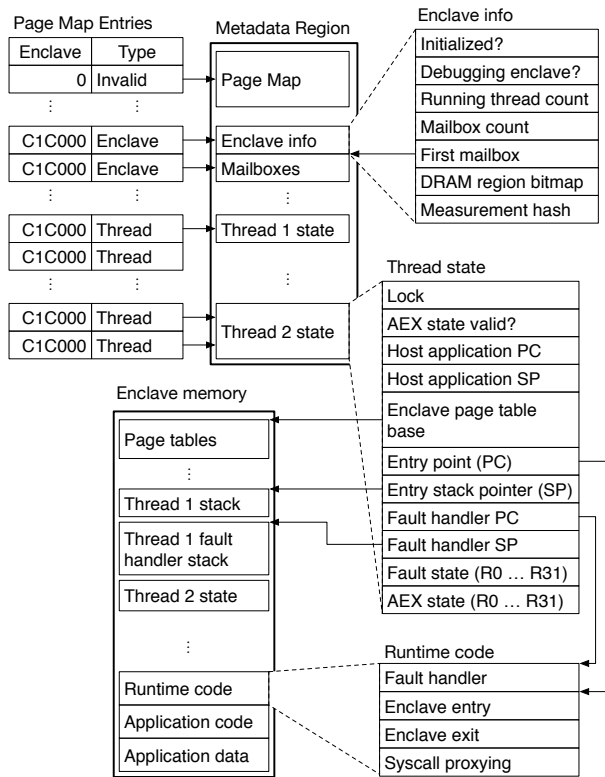 Page Map Entries
Enclave Type
0 Invalid
⋮ ⋮
C1C000 Enclave
C1C000 Enclave
⋮ ⋮
C1C000 Thread
C1C000 Thread
⋮ ⋮
C1C000 Thread
C1C000 Thread
Metadata Region
Page Map
Enclave info
Mailboxes
⋮
Thread 1 state
⋮
Thread 2 state
Enclave info
Initialized?
Debugging enclave?
Running thread count
Mailbox count
First mailbox
DRAM region bitmap
Measurement hash
Thread state
Lock
AEX state valid?
Host application PC
Host application SP
Enclave page table
base
Entry point (PC)
Entry stack pointer (SP)
Fault handler PC
Fault handler SP
Fault state (R0 … R31)
AEX state (R0 … R31)
Enclave memory
Page tables
⋮
Thread 1 stack
Thread 1 fault
handler stack
Thread 2 state
⋮
Runtime code
Application code
Application data
Runtime code
Fault handler
Enclave entry
Enclave exit
Syscall proxying